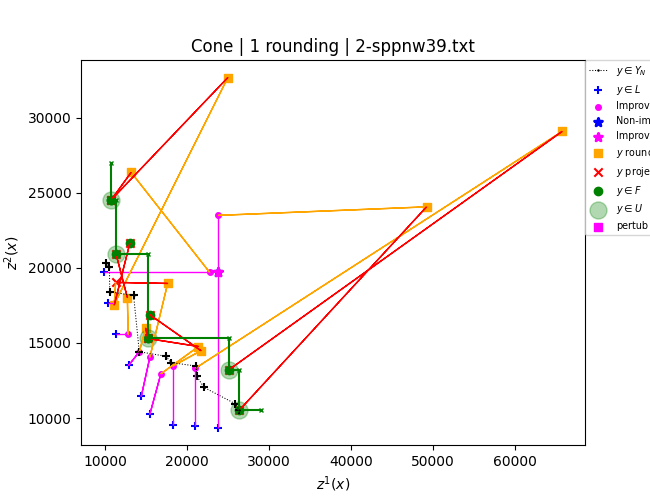 Cone | 1 rounding | 2-sppnw39.txt
z²(x)
30000
25000
20000
15000
10000
10000
20000
30000
40000
50000
60000
z¹(x)
y ∈ Y_N
y ∈ L
Improv
Non-im
Improv
y roun
y proje
y ∈ F
y ∈ U
pertub